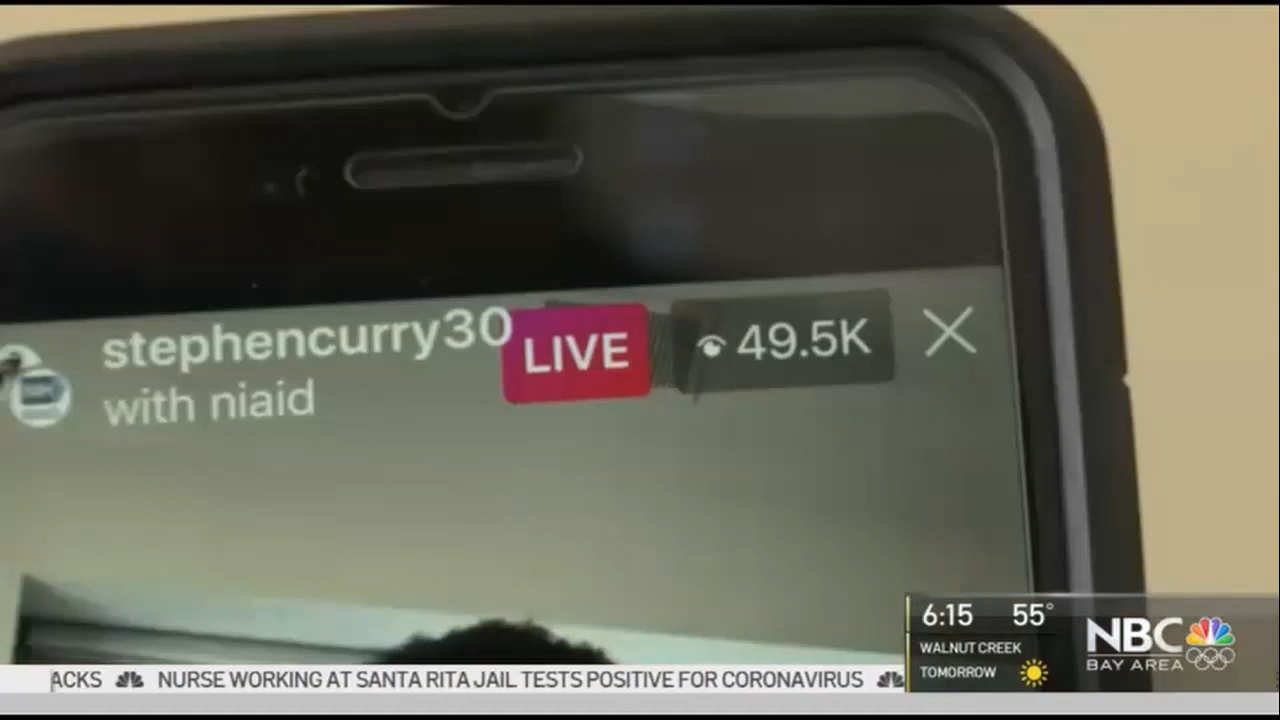 stephencurry30
LIVE
49.5K
with niaid
6:15 55°
WALNUT CREEK
TOMORROW
NBC
BAY AREA
ACKS NURSE WORKING AT SANTA RITA JAIL TESTS POSITIVE FOR CORONAVIRUS